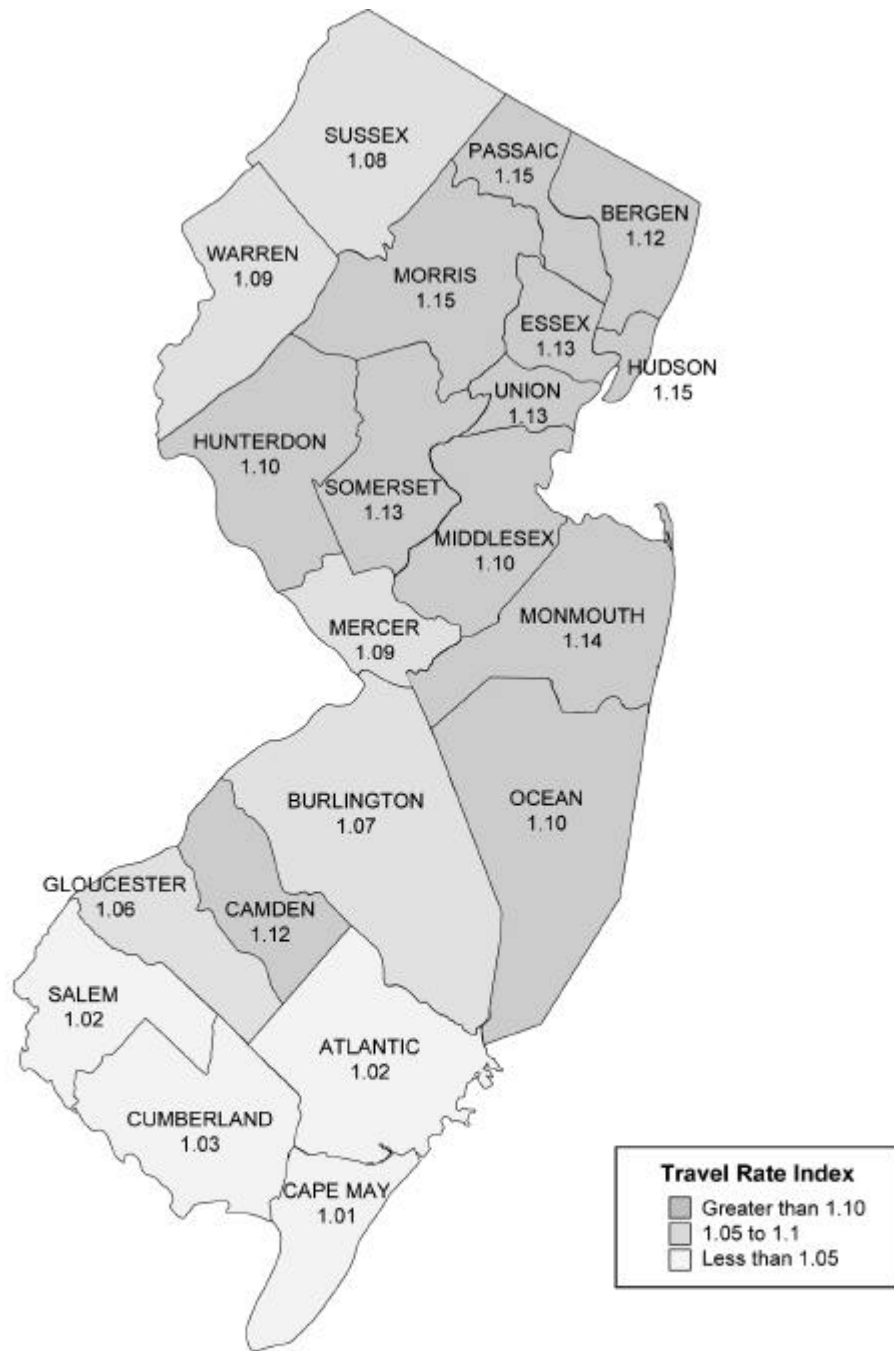 SUSSEX
1.08
PASSAIC
1.15
BERGEN
1.12
WARREN
1.09
MORRIS
1.15
ESSEX
1.13
HUDSON
1.15
UNION
1.13
HUNTERDON
1.10
SOMERSET
1.13
MIDDLESEX
1.10
MERCER
1.09
MONMOUTH
1.14
BURLINGTON
1.07
OCEAN
1.10
GLOUCESTER
1.06
CAMDEN
1.12
SALEM
1.02
ATLANTIC
1.02
CUMBERLAND
1.03
CAPE MAY
1.01
Travel Rate Index
Greater than 1.10
1.05 to 1.1
Less than 1.05